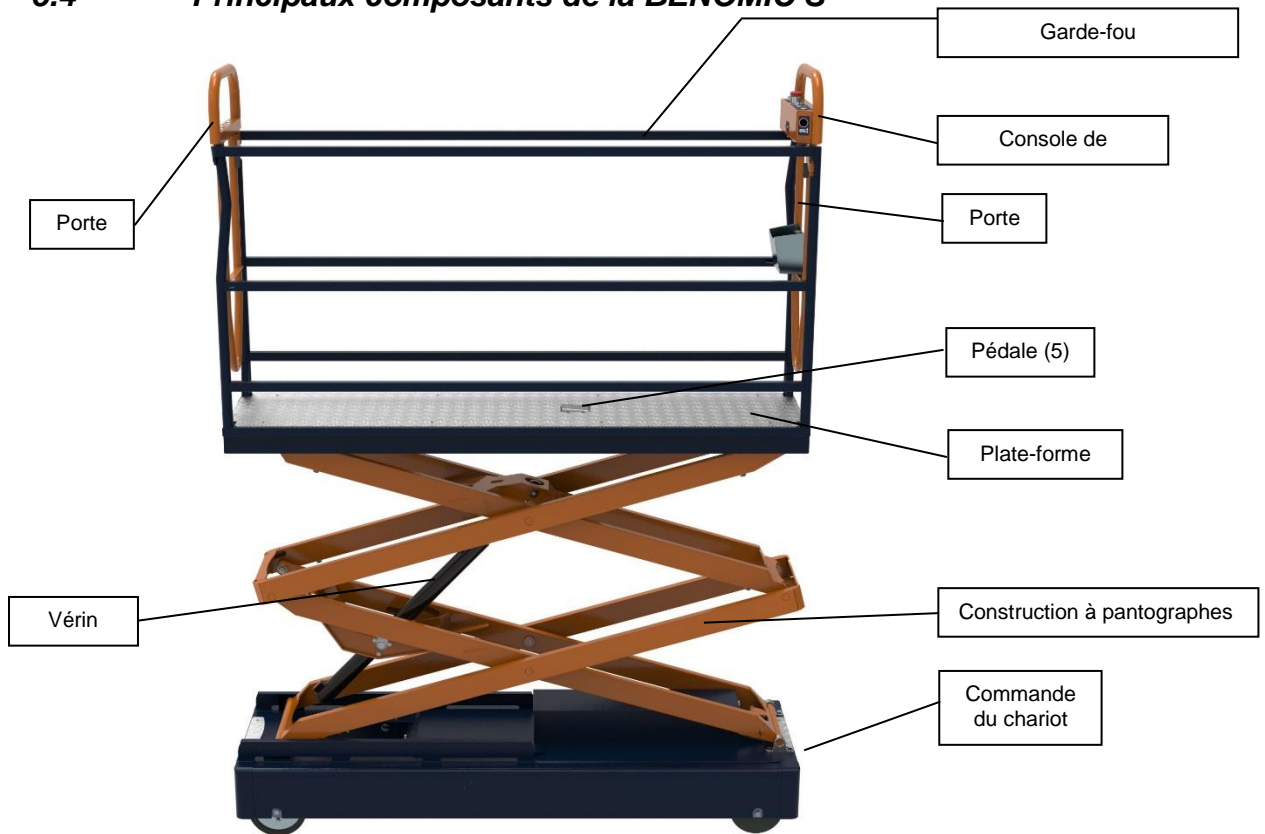 Principaux composants de la BENOMIC S
Garde-fou
Console de
Porte
Porte
Pédale (5)
Plate-forme
Vérin
Construction à pantographes
Commande
du chariot